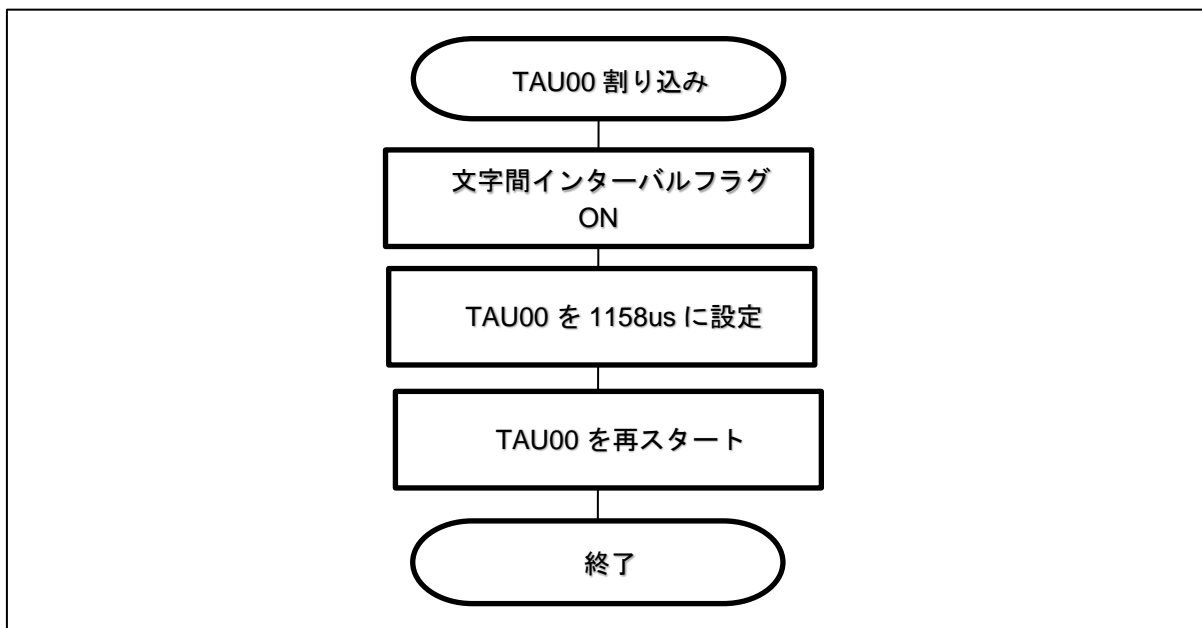 TAU00 割り込み
文字間インターバルフラグ
ON
TAU00 を 1158us に設定
TAU00 を再スタート
終了